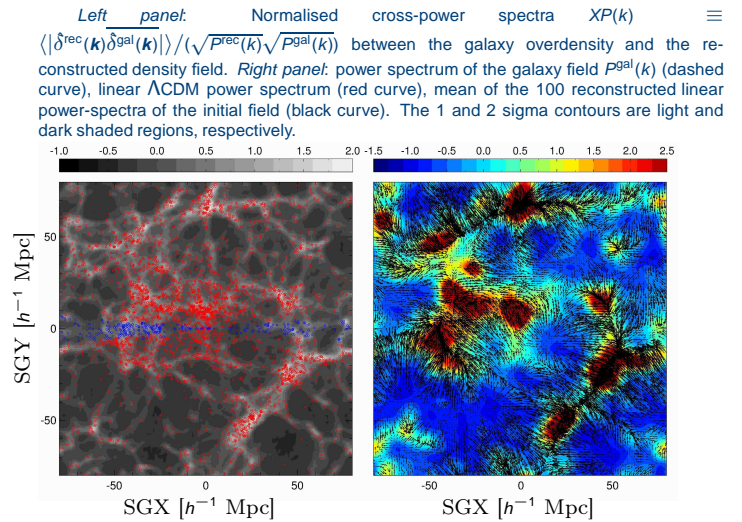 Left panel: Normalised cross-power spectra XP(k) ≡
⟨|δ̂^rec(k) \overline{δ̂^gal(k)}|⟩/(√P^rec(k)√P^gal(k)) between the galaxy overdensity and the re-
constructed density field. Right panel: power spectrum of the galaxy field P^gal(k) (dashed
curve), linear ΛCDM power spectrum (red curve), mean of the 100 reconstructed linear
power-spectra of the initial field (black curve). The 1 and 2 sigma contours are light and
dark shaded regions, respectively.
-1.0 -0.5 0.0 0.5 1.0 1.5 2.0
-1.5 -1.0 -0.5 0.0 0.5 1.0 1.5 2.0 2.5
SGY [h⁻¹ Mpc]
50
0
-50
-50 0 50
-50 0 50
SGX [h⁻¹ Mpc]
SGX [h⁻¹ Mpc]